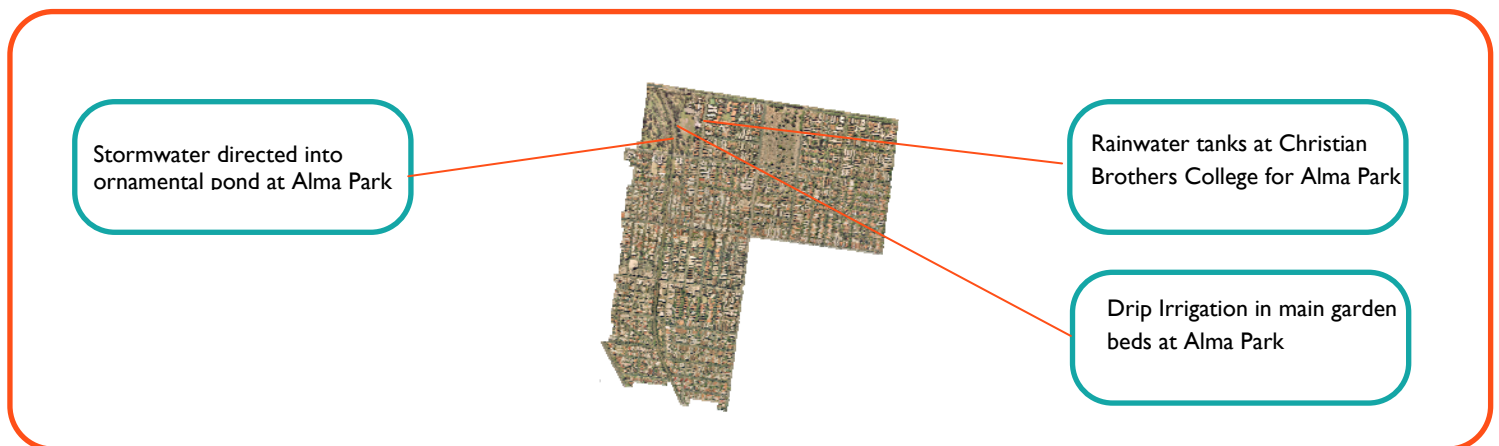 Stormwater directed into
ornamental pond at Alma Park
Rainwater tanks at Christian
Brothers College for Alma Park
Drip Irrigation in main garden
beds at Alma Park